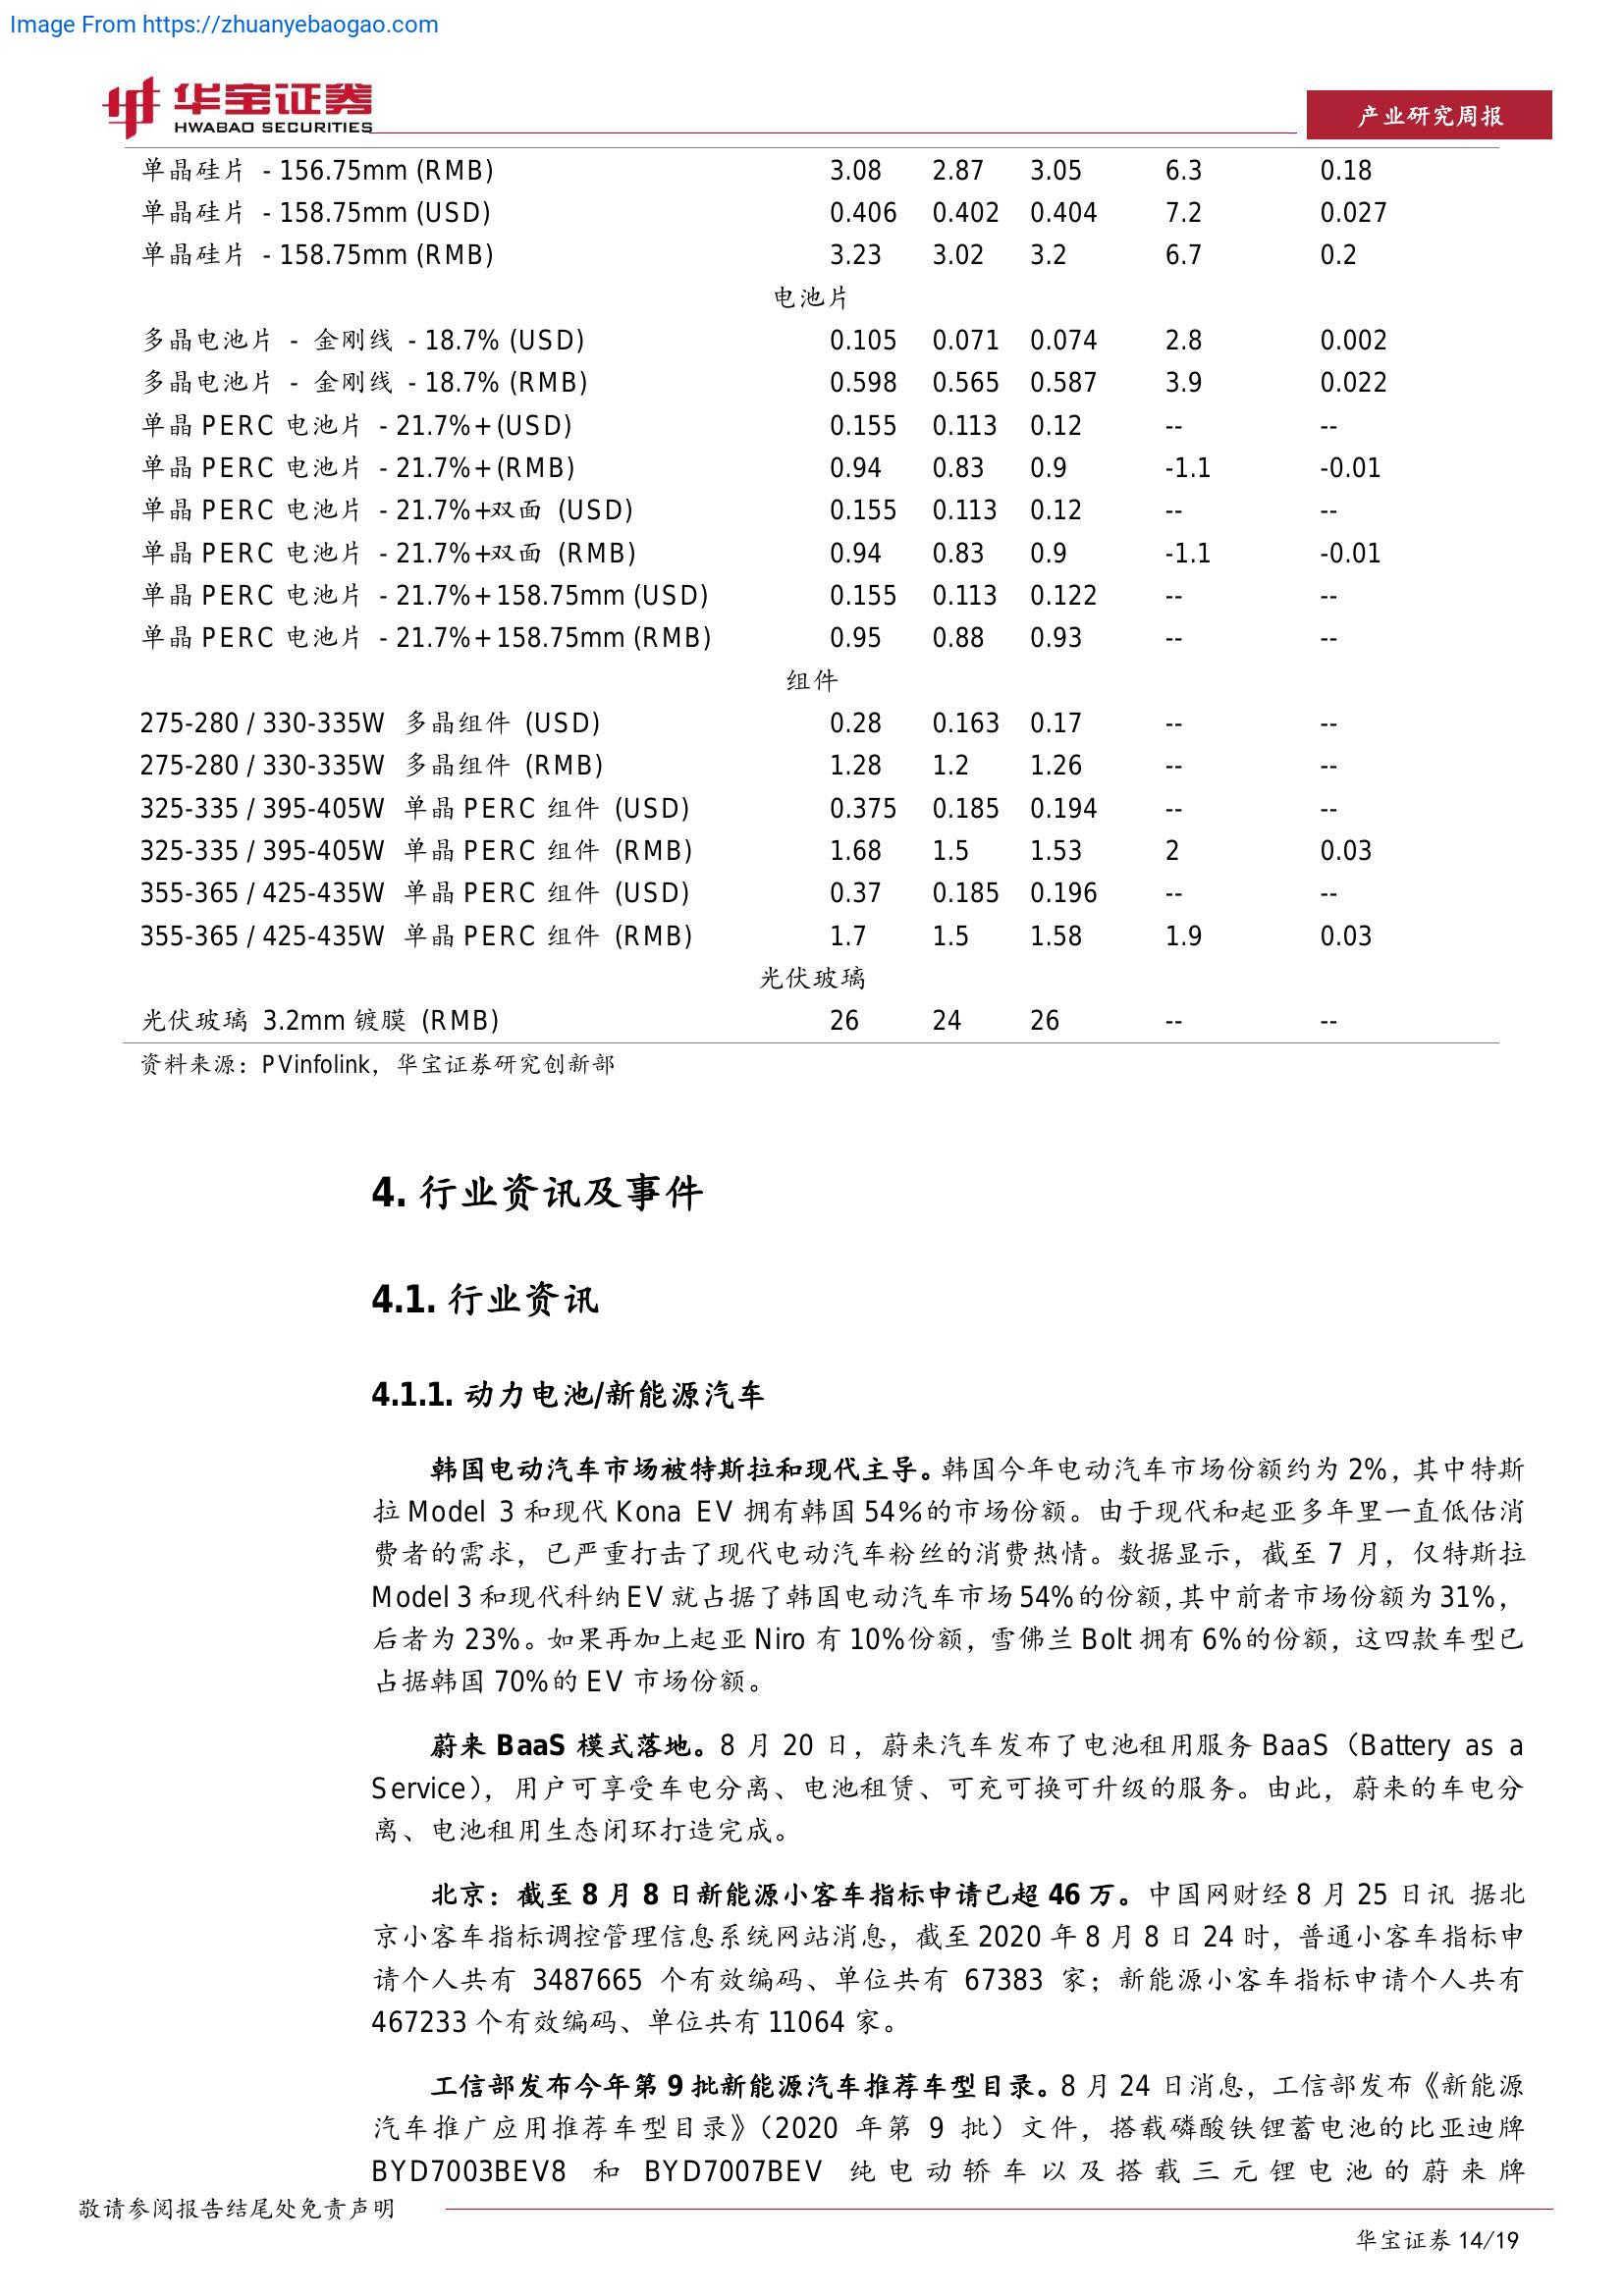 Image From https://zhuanyebaogao.com
华宝证券
HWABAO SECURITIES
产业研究周报
单晶硅片 - 156.75mm (RMB) 3.08 2.87 3.05 6.3 0.18
单晶硅片 - 158.75mm (USD) 0.406 0.402 0.404 7.2 0.027
单晶硅片 - 158.75mm (RMB) 3.23 3.02 3.2 6.7 0.2
电池片
多晶电池片 - 金刚线 - 18.7% (USD) 0.105 0.071 0.074 2.8 0.002
多晶电池片 - 金刚线 - 18.7% (RMB) 0.598 0.565 0.587 3.9 0.022
单晶 PERC 电池片 - 21.7%+ (USD) 0.155 0.113 0.12 -- --
单晶 PERC 电池片 - 21.7%+ (RMB) 0.94 0.83 0.9 -1.1 -0.01
单晶 PERC 电池片 - 21.7%+双面 (USD) 0.155 0.113 0.12 -- --
单晶 PERC 电池片 - 21.7%+双面 (RMB) 0.94 0.83 0.9 -1.1 -0.01
单晶 PERC 电池片 - 21.7%+ 158.75mm (USD) 0.155 0.113 0.122 -- --
单晶 PERC 电池片 - 21.7%+ 158.75mm (RMB) 0.95 0.88 0.93 -- --
组件
275-280 / 330-335W 多晶组件 (USD) 0.28 0.163 0.17 -- --
275-280 / 330-335W 多晶组件 (RMB) 1.28 1.2 1.26 -- --
325-335 / 395-405W 单晶 PERC 组件 (USD) 0.375 0.185 0.194 -- --
325-335 / 395-405W 单晶 PERC 组件 (RMB) 1.68 1.5 1.53 2 0.03
355-365 / 425-435W 单晶 PERC 组件 (USD) 0.37 0.185 0.196 -- --
355-365 / 425-435W 单晶 PERC 组件 (RMB) 1.7 1.5 1.58 1.9 0.03
光伏玻璃
光伏玻璃 3.2mm 镀膜 (RMB) 26 24 26 -- --
资料来源：PVinfolink，华宝证券研究创新部
4. 行业资讯及事件
4.1. 行业资讯
4.1.1. 动力电池/新能源汽车
韩国电动汽车市场被特斯拉和现代主导。韩国今年电动汽车市场份额约为 2%，其中特斯
拉 Model 3 和现代 Kona EV 拥有韩国 54%的市场份额。由于现代和起亚多年里一直低估消
费者的需求，已严重打击了现代电动汽车粉丝的消费热情。数据显示，截至 7 月，仅特斯拉
Model 3 和现代科纳 EV 就占据了韩国电动汽车市场 54%的份额，其中前者市场份额为 31%，
后者为 23%。如果再加上起亚 Niro 有 10%份额，雪佛兰 Bolt 拥有 6%的份额，这四款车型已
占据韩国 70%的 EV 市场份额。
蔚来 BaaS 模式落地。8 月 20 日，蔚来汽车发布了电池租用服务 BaaS（Battery as a
Service），用户可享受车电分离、电池租赁、可充可换可升级的服务。由此，蔚来的车电分
离、电池租用生态闭环打造完成。
北京：截至 8 月 8 日新能源小客车指标申请已超 46 万。中国网财经 8 月 25 日讯 据北
京小客车指标调控管理信息系统网站消息，截至 2020 年 8 月 8 日 24 时，普通小客车指标申
请个人共有 3487665 个有效编码、单位共有 67383 家；新能源小客车指标申请个人共有
467233 个有效编码、单位共有 11064 家。
工信部发布今年第 9 批新能源汽车推荐车型目录。8 月 24 日消息，工信部发布《新能源
汽车推广应用推荐车型目录》（2020 年第 9 批）文件，搭载磷酸铁锂蓄电池的比亚迪牌
BYD7003BEV8 和 BYD7007BEV 纯电动轿车以及搭载三元锂电池的蔚来牌
敬请参阅报告结尾处免责声明
华宝证券 14/19